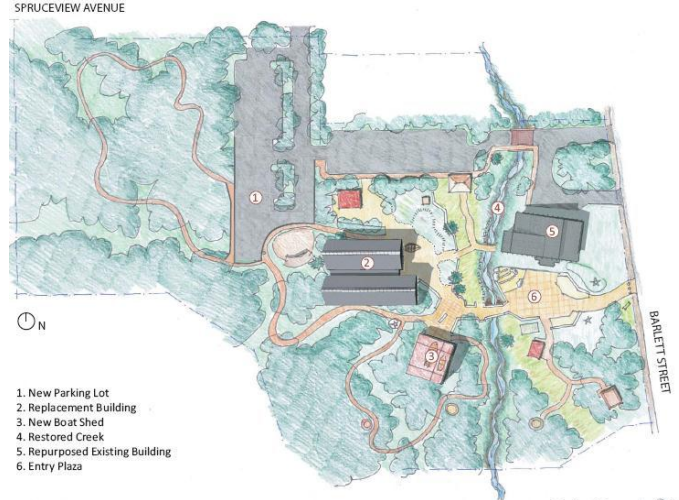 SPRUCEVIEW AVENUE
1
2
3
4
5
6
N
BARLETT STREET
1. New Parking Lot
2. Replacement Building
3. New Boat Shed
4. Restored Creek
5. Repurposed Existing Building
6. Entry Plaza